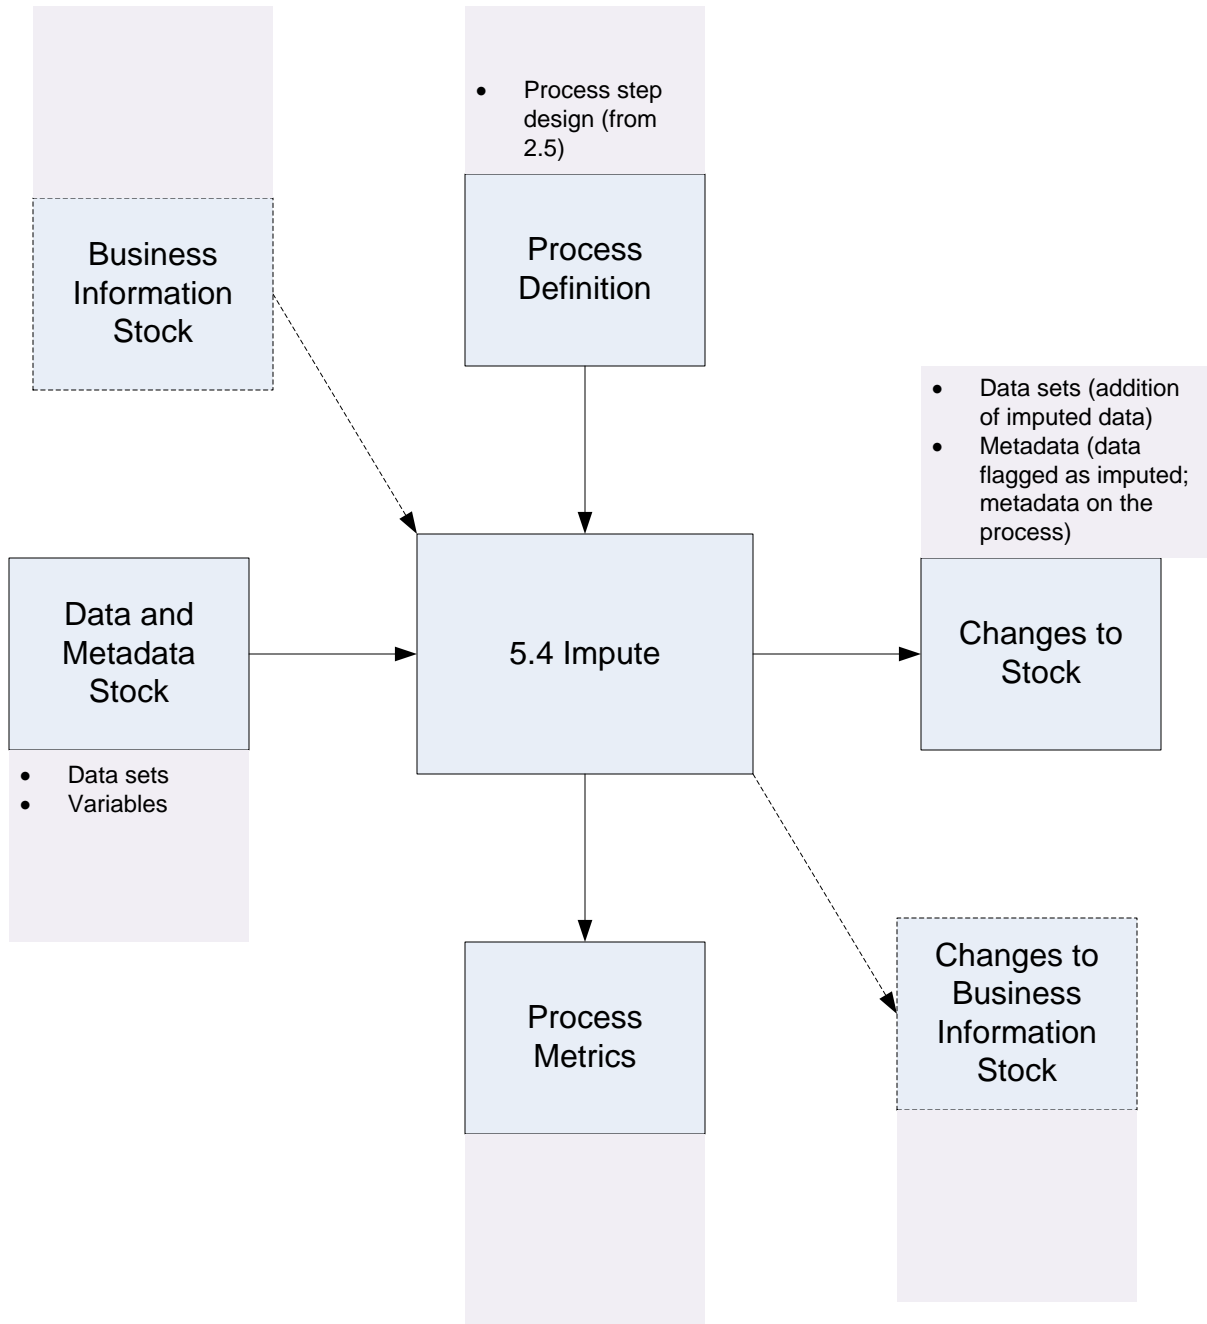 • Process step
design (from
2.5)
Business
Information
Stock
Process
Definition
• Data sets (addition
of imputed data)
• Metadata (data
flagged as imputed;
metadata on the
process)
Data and
Metadata
Stock
5.4 Impute
Changes to
Stock
• Data sets
• Variables
Process
Metrics
Changes to
Business
Information
Stock